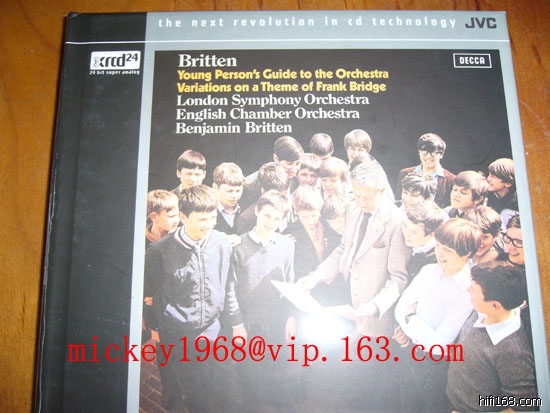 the next revolution in cd technology JVC
xrcd24
24 bit super analog
Britten
DECCA
Young Person's Guide to the Orchestra
Variations on a Theme of Frank Bridge
London Symphony Orchestra
English Chamber Orchestra
Benjamin Britten
mickey1968@vip.163.com
hifi168.com